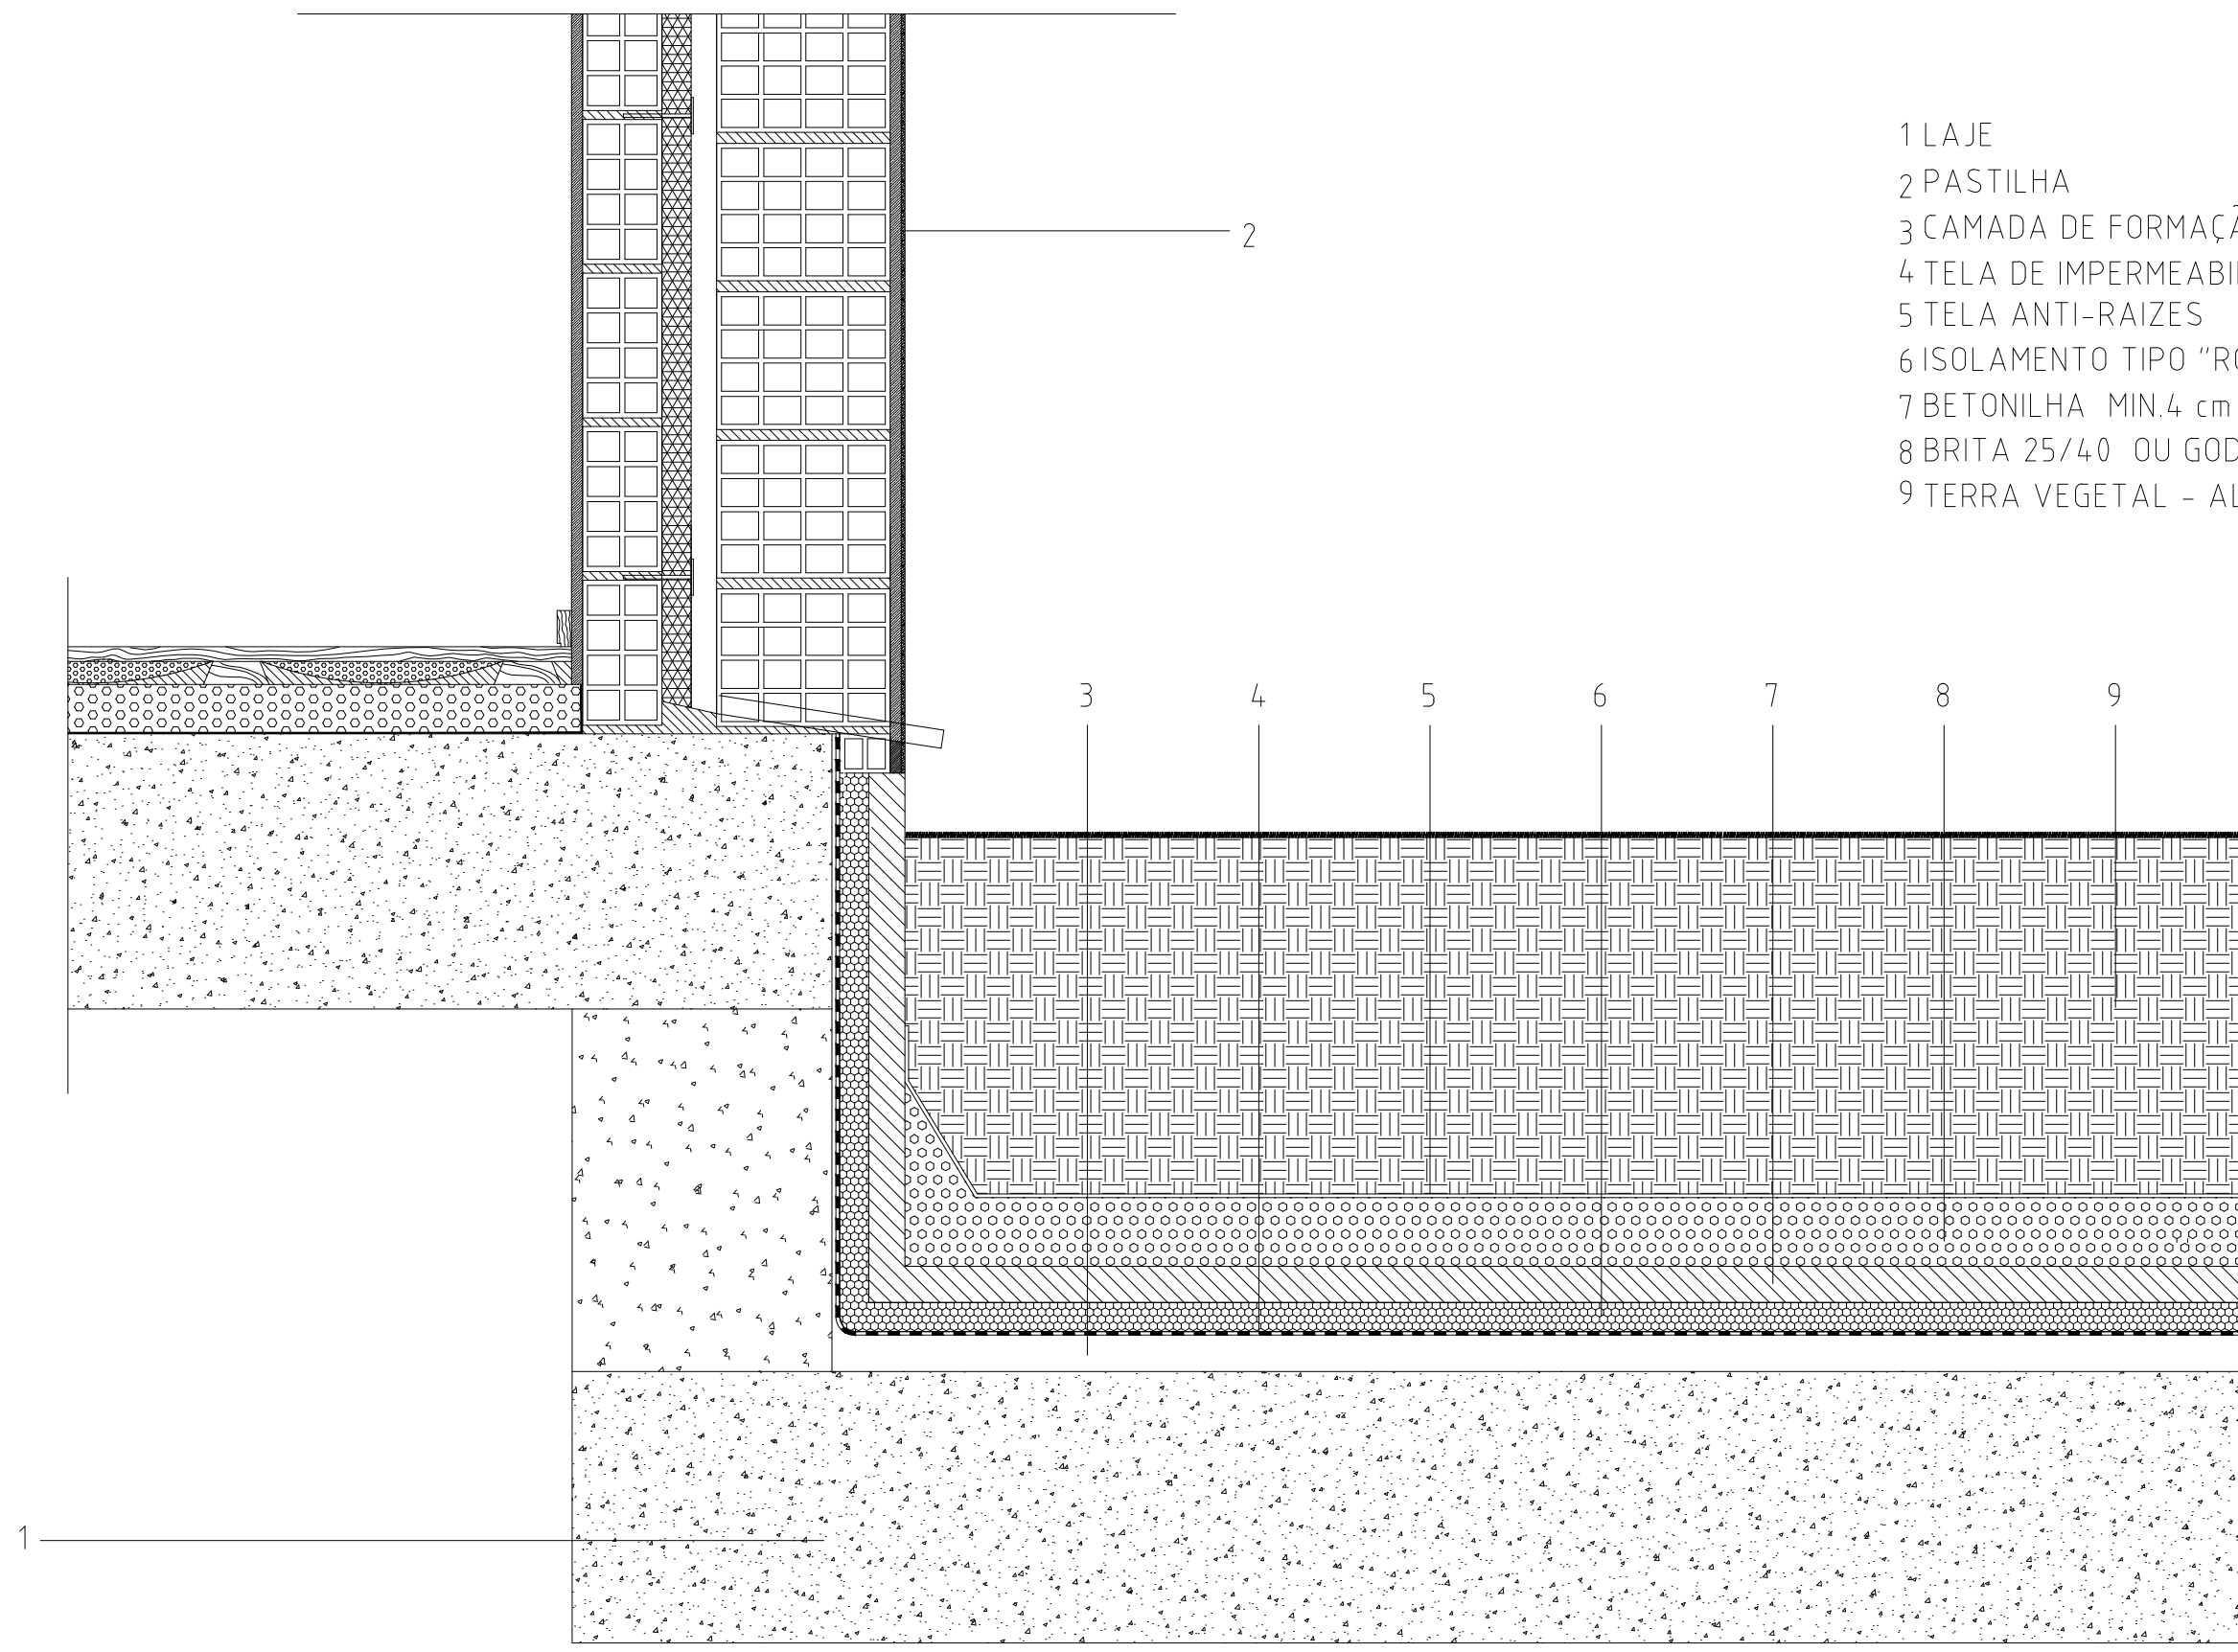 1 LAJE
2 PASTILHA
2
3 CAMADA DE
4 TELA DE
5 TELA ANTI-RAIZES
6 ISOLAMENTO TIPO
7 BETONILHA MIN.4 cm
8 BRITA 25/40 OU
9 TERRA VEGETAL -
3 4 5 6 7 8 9
1